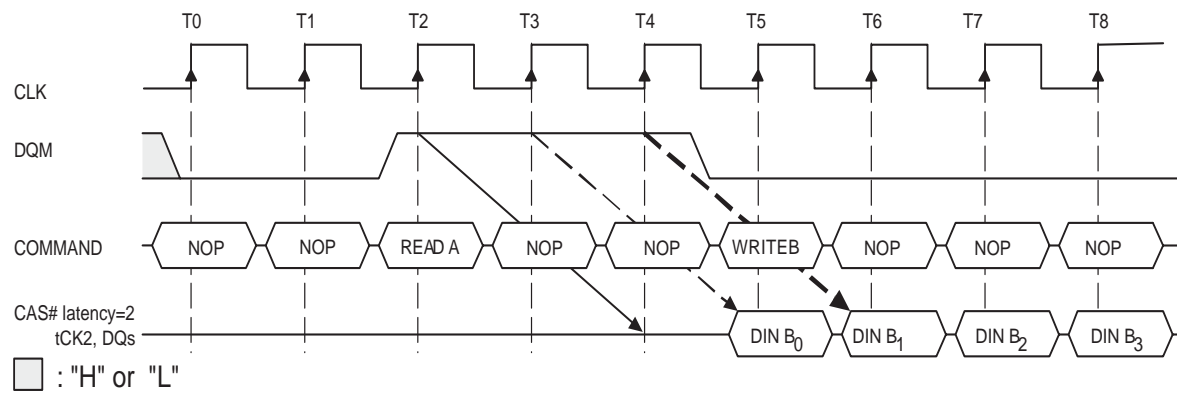 T0 T1 T2 T3 T4 T5 T6 T7 T8
CLK
DQM
COMMAND NOP NOP READ A NOP NOP WRITEB NOP NOP NOP
CAS# latency=2
tCK2, DQs DIN B0 DIN B1 DIN B2 DIN B3
: "H" or "L"